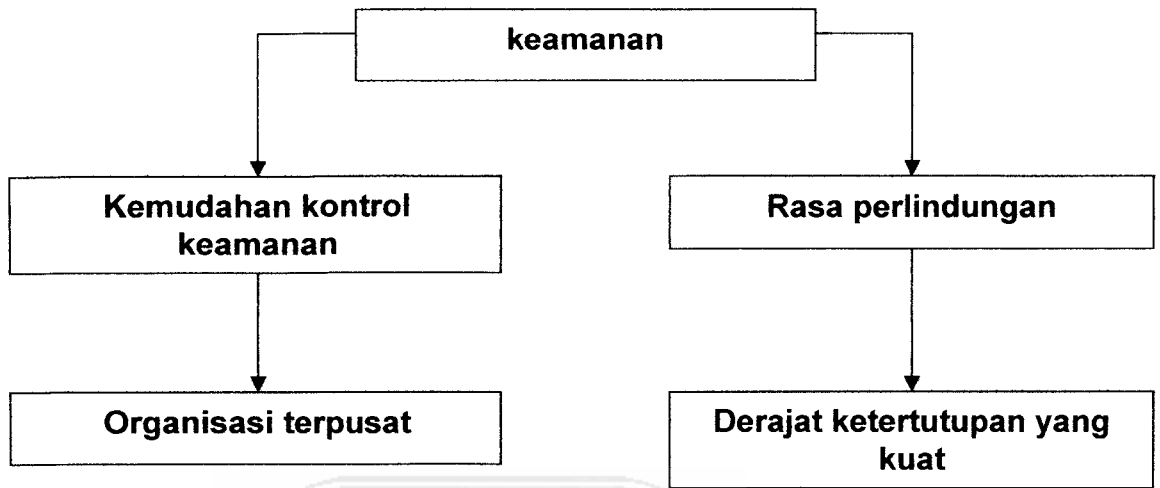 keamanan
Kemudahan kontrol
keamanan
Rasa perlindungan
Organisasi terpusat
Derajat ketertutupan yang
kuat